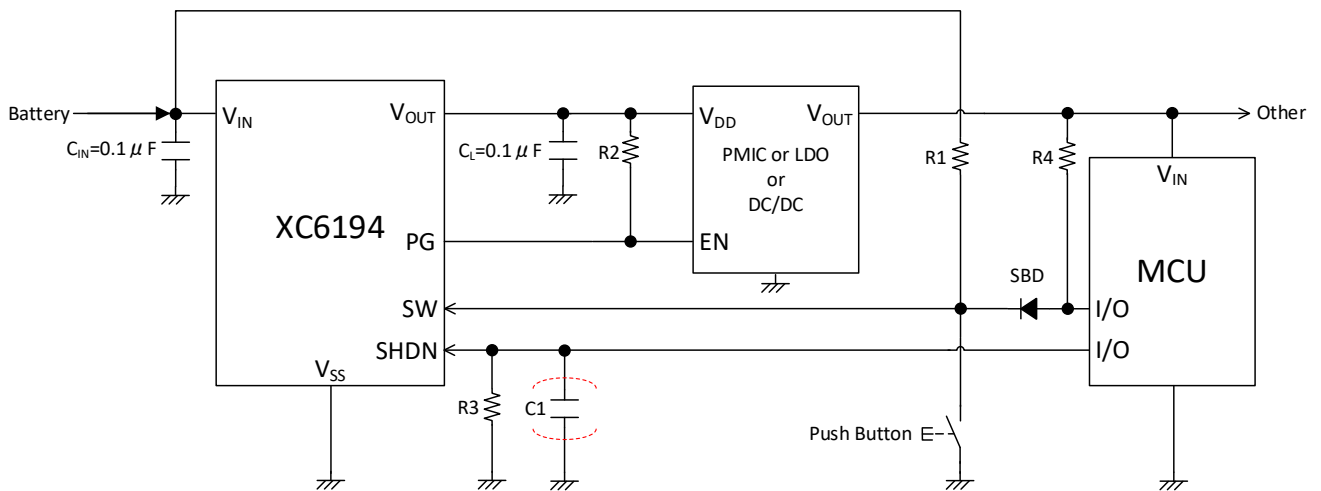 Battery
V_IN
C_IN=0.1μF
XC6194
V_OUT
PG
SW
SHDN
V_SS
C_L=0.1μF
R2
V_DD
V_OUT
PMIC or LDO
or
DC/DC
EN
R1
R4
Other
V_IN
MCU
SBD
I/O
I/O
R3
C1
Push Button